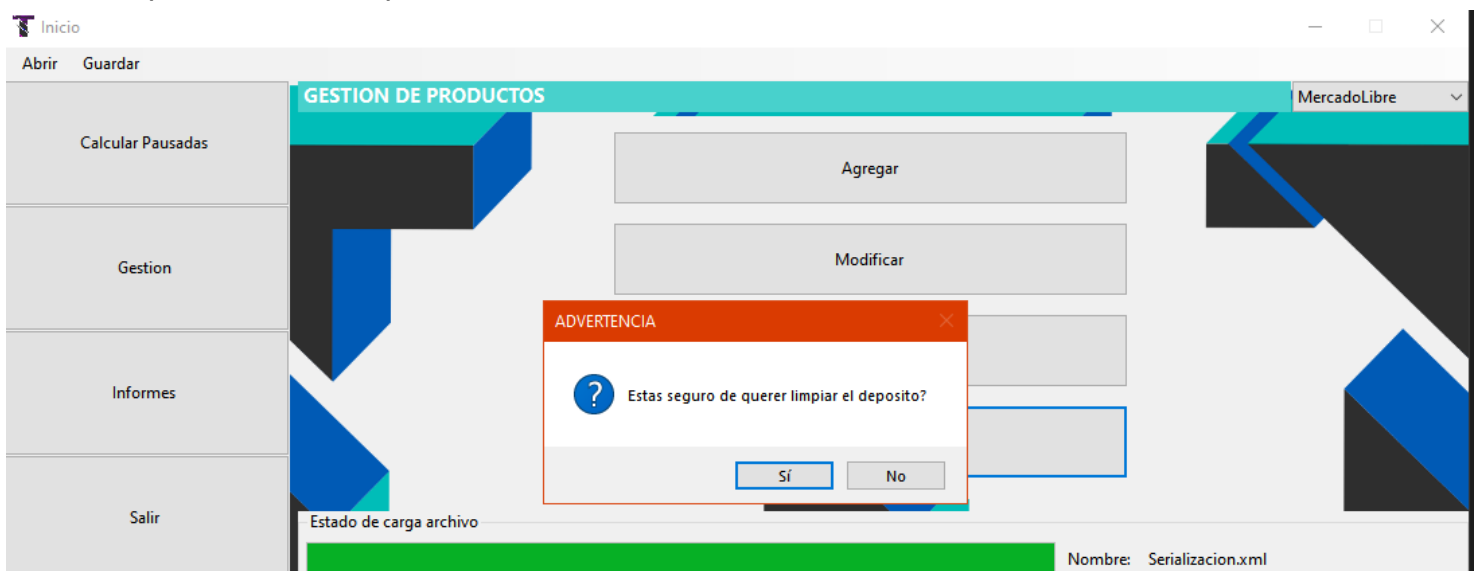 Inicio
Abrir Guardar
GESTION DE PRODUCTOS
MercadoLibre
Calcular Pausadas
Agregar
Gestion
Modificar
ADVERTENCIA
Estas seguro de querer limpiar el deposito?
Informes
Sí No
Salir
Estado de carga archivo
Nombre: Serializacion.xml